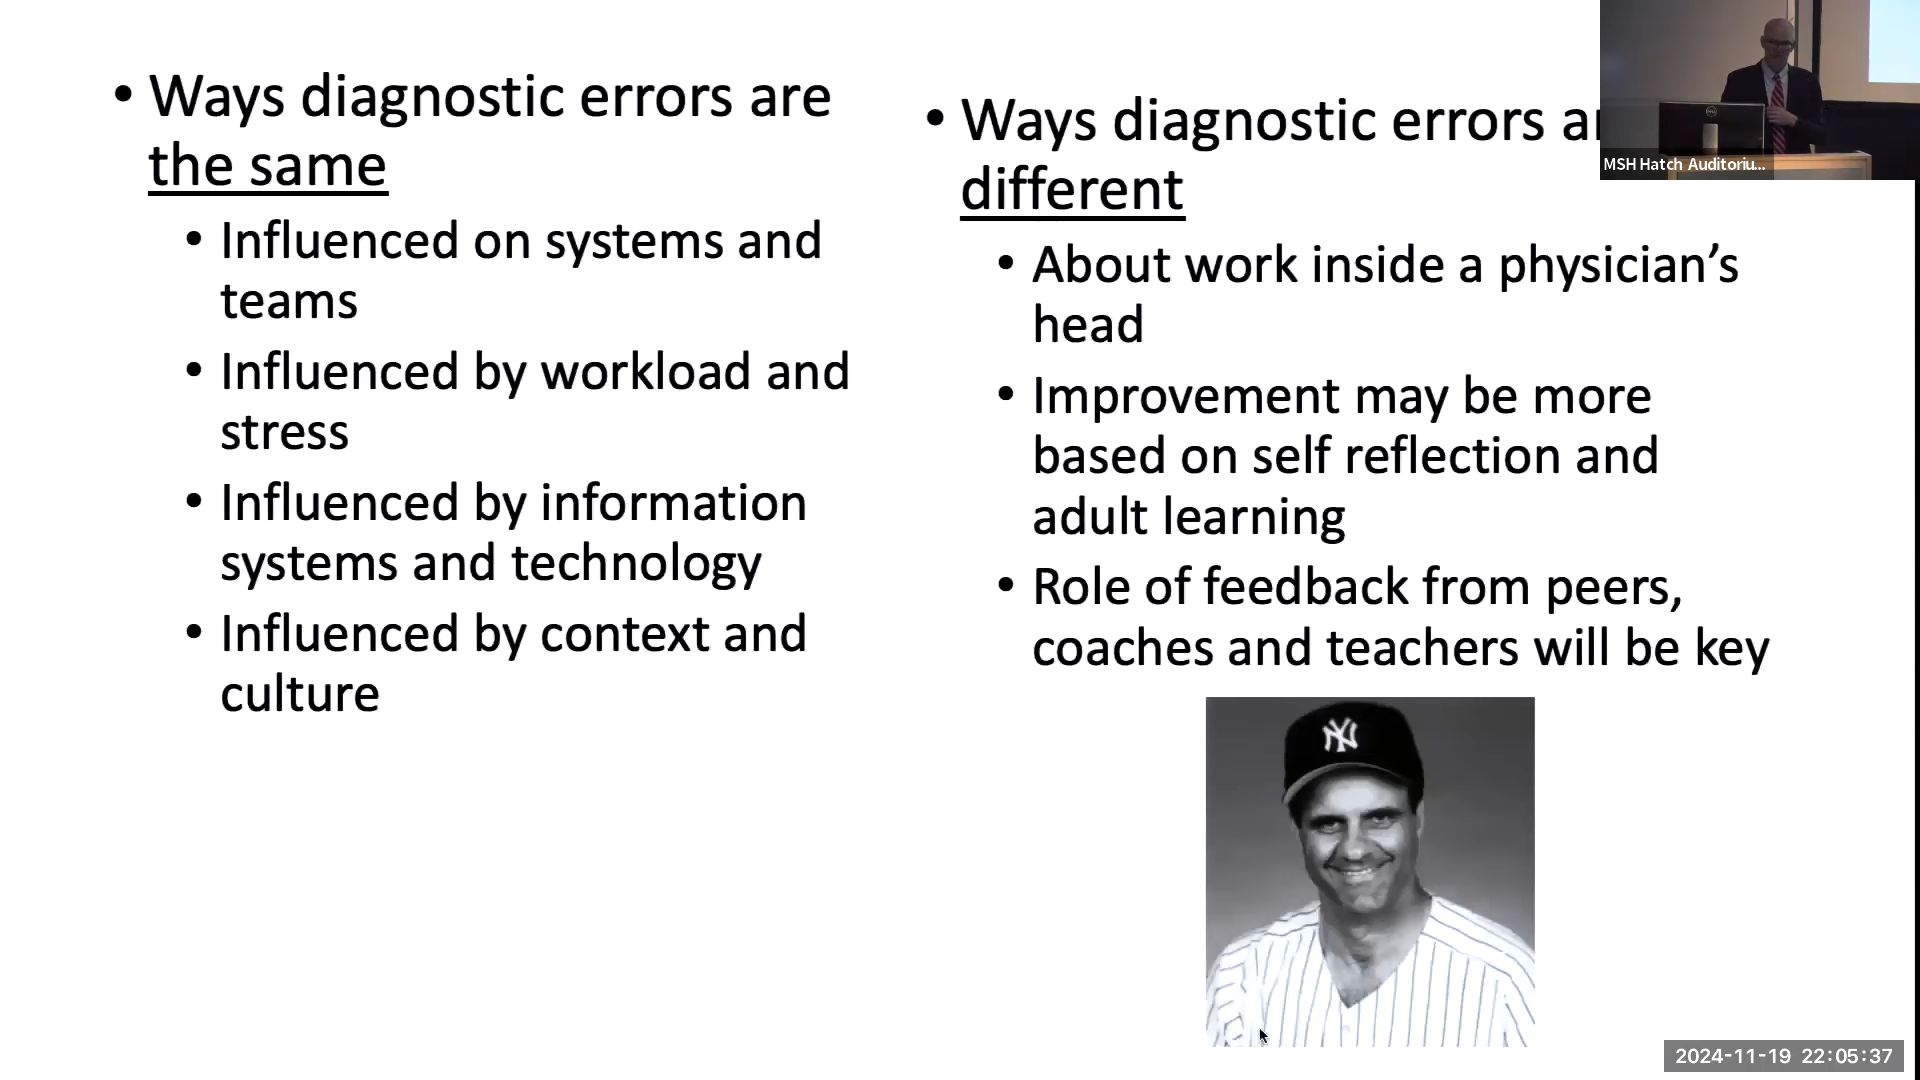 • Ways diagnostic errors are
the same
• Influenced on systems and
teams
• Influenced by workload and
stress
• Influenced by information
systems and technology
• Influenced by context and
culture
• Ways diagnostic errors
different
• About work inside a physician’s
head
• Improvement may be more
based on self reflection and
adult learning
• Role of feedback from peers,
coaches and teachers will be key
NY
MSH Hatch Auditoriu...
2024-11-19 22:05:37